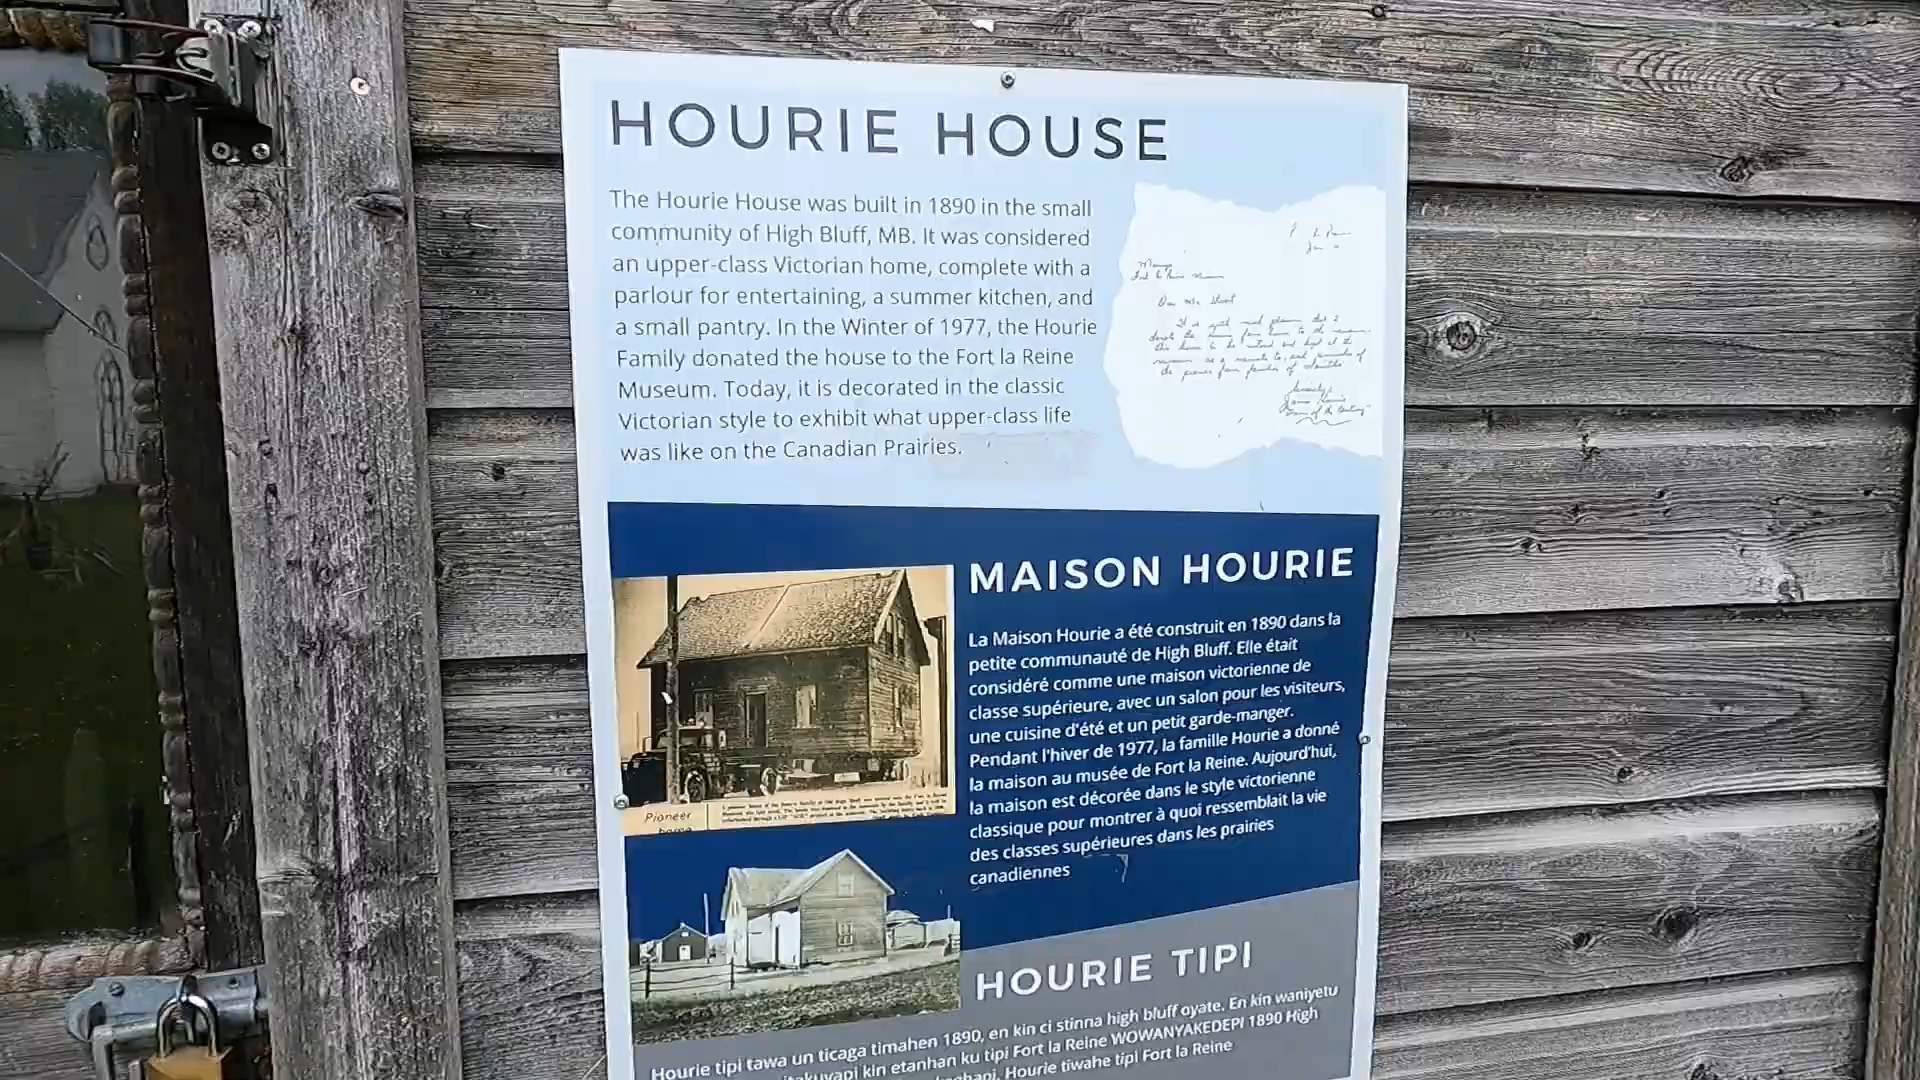 HOURIE HOUSE
The Hourie House was built in 1890 in the small
community of High Bluff, MB. It was considered
an upper-class Victorian home, complete with a
parlour for entertaining, a summer kitchen, and
a small pantry. In the Winter of 1977, the Hourie
Family donated the house to the Fort la Reine
Museum. Today, it is decorated in the classic
Victorian style to exhibit what upper-class life
was like on the Canadian Prairies.
MAISON HOURIE
La Maison Hourie a été construit en 1890 dans la
petite communauté de High Bluff. Elle était
considéré comme une maison victorienne de
classe supérieure, avec un salon pour les visiteurs,
une cuisine d'été et un petit garde-manger.
Pendant l'hiver de 1977, la famille Hourie a donné
la maison au musée de Fort la Reine. Aujourd'hui,
la maison est décorée dans le style victorienne
classique pour montrer à quoi ressemblait la vie
des classes supérieures dans les prairies
canadiennes
Pioneer
home
HOURIE TIPI
Hourie tipi tawa un ticaga timahen 1890, en kin ci stinna high bluff oyate. En kin waniyetu
kin etanhan ku tipi Fort la Reine WOWANYAKEDEPI 1890 High
Hourie tiwahe tipi Fort la Reine